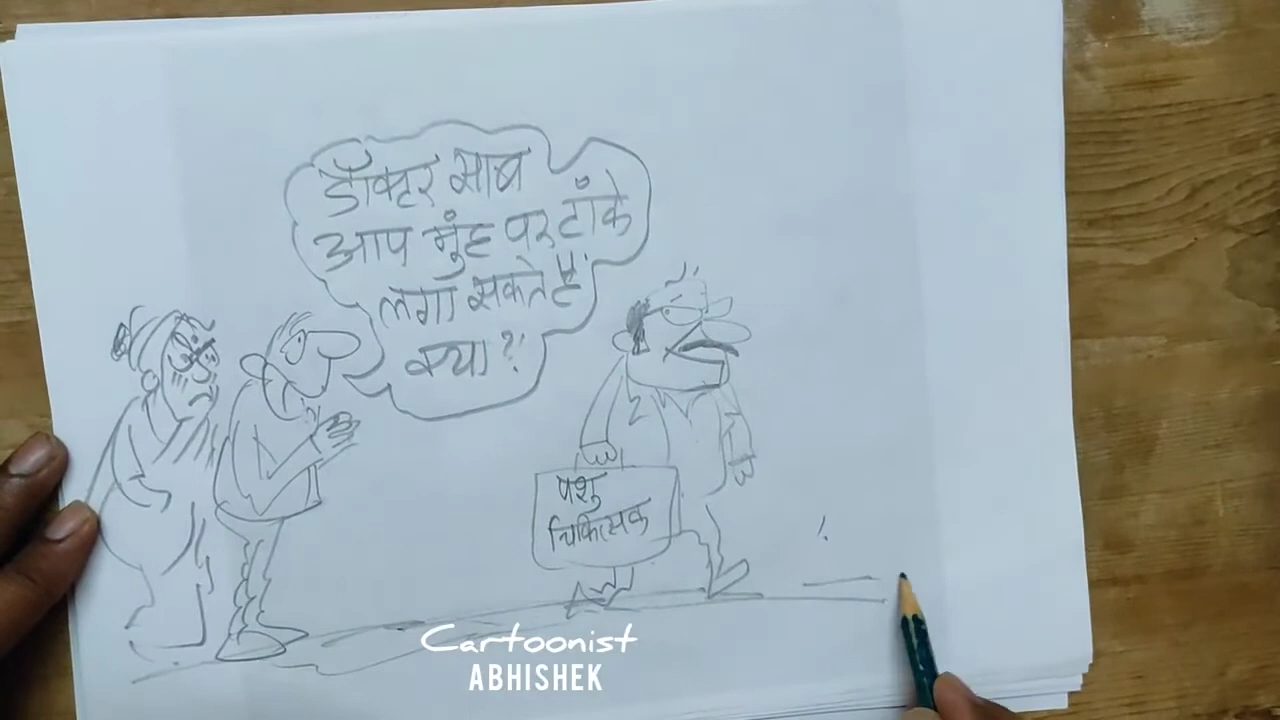 डॉक्टर साब
आप मुंह पर टाँके
लगा सकते हैं
क्या?
पशु
चिकित्सक
!
Cartoonist
ABHISHEK